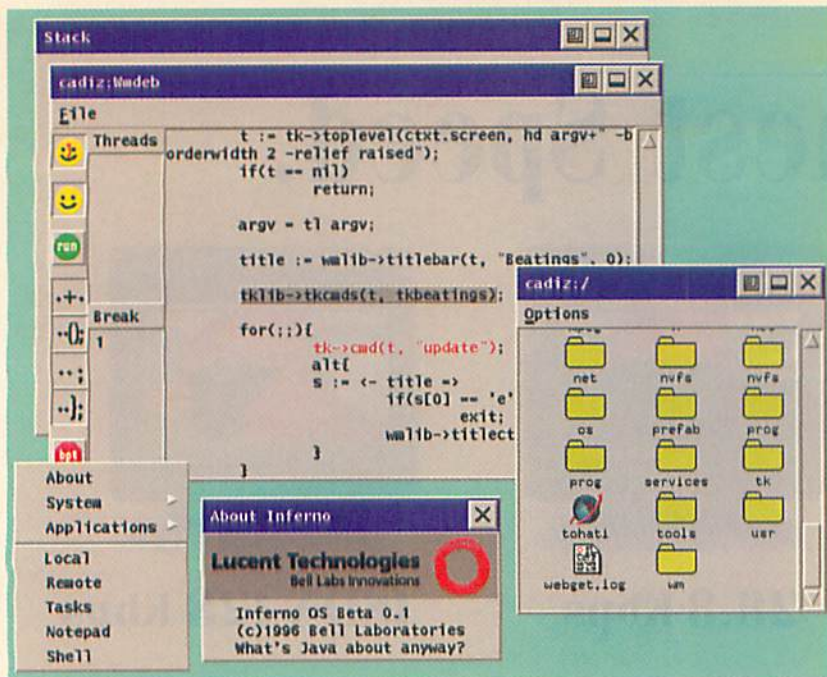 Stack
cadiz:Wmdeb
File
Threads
t := tk->toplevel(ctxt.screen, hd argv+" -b
orderwidth 2 -relief raised");
if(t == nil)
return;
argv = tl argv;
title := wmlib->titlebar(t, "Beatings", 0);
tklib->tkcmds(t, tkbeatings);
for(;;){
tk->cmd(t, "update");
alt{
s := <- title =>
if(s[0] == 'e'
exit;
wmlib->titlect
}
}
run
Break
1
..+.
..();
.. ;
..};
bpt
cadiz:/
Options
net nvfs nvfs
os prefab prog
prog services tk
tohati tools usr
webget.log wm
About
System
Applications
Local
Remote
Tasks
Notepad
Shell
About Inferno
Lucent Technologies
Bell Labs Innovations
Inferno OS Beta 0.1
(c)1996 Bell Laboratories
What's Java about anyway?